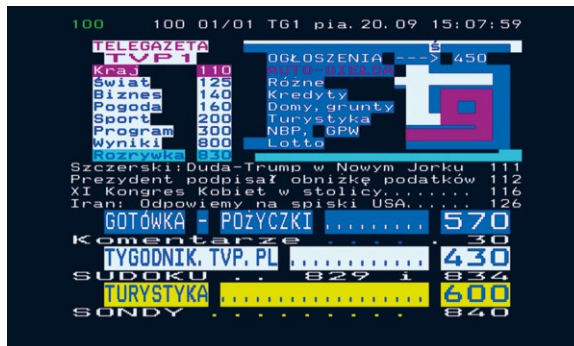 100 100 01/01 TG1 pia. 20. 09 15:07:59
TELEGAZETA
TVP1
Kraj 110
Świat 125
Biznes 140
Pogoda 160
Sport 200
Program 300
Wyniki 800
Rozrywka 830
OGŁOSZENIA ---> 450
AUTO-GIEŁDA
Różne
Kredyty
Domy, grunty
Turystyka
NBP, GPW
Lotto
tg
Szczerski:Duda-Trump w Nowym Jorku 111
Prezydent podpisał obniżkę podatków 112
XI Kongres Kobiet w stolicy........ 116
Iran: Odpowiemy na spiski USA...... 126
GOTÓWKA - POŻYCZKI ......... 570
Komentarze . . . . . 30
TYGODNIK.TVP.PL ............ 430
SUDOKU .. 829 i 834
TURYSTYKA .................. 600
SONDY . . . . . . . . . 840